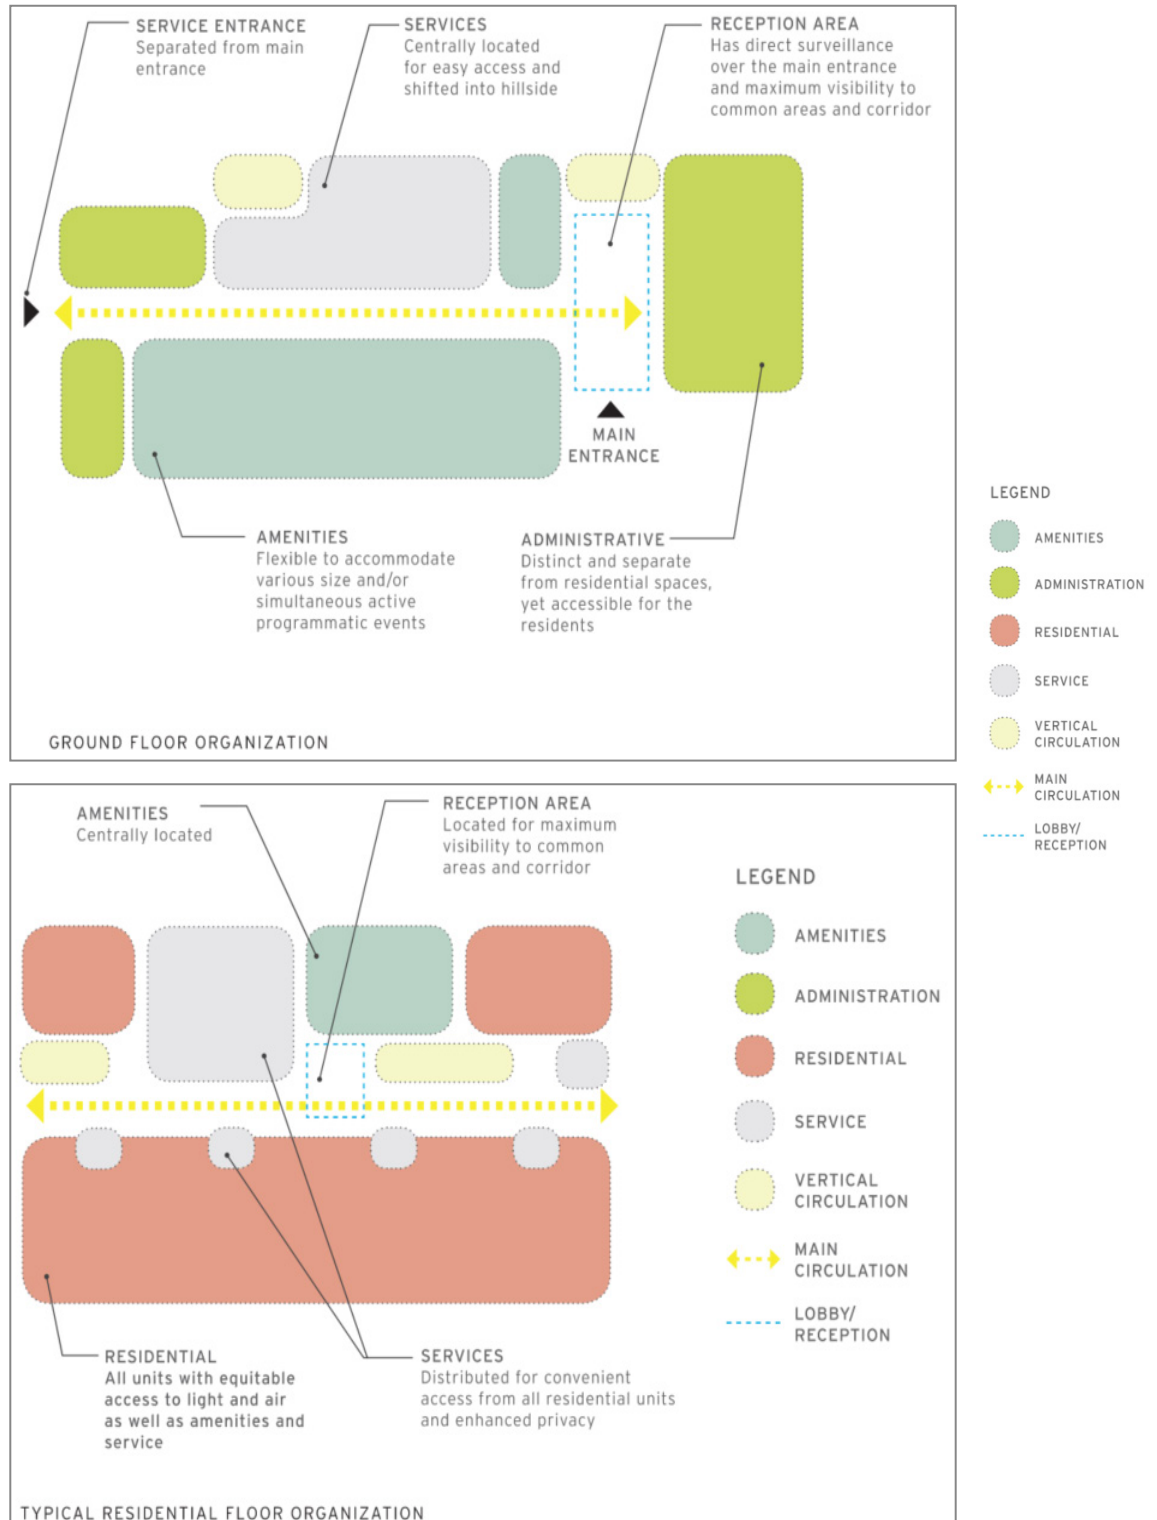 SERVICE ENTRANCE
Separated from main
entrance
SERVICES
Centrally located
for easy access and
shifted into hillside
RECEPTION AREA
Has direct surveillance
over the main entrance
and maximum visibility to
common areas and corridor
MAIN
ENTRANCE
AMENITIES
Flexible to accommodate
various size and/or
simultaneous active
programmatic events
ADMINISTRATIVE
Distinct and separate
from residential spaces,
yet accessible for the
residents
GROUND FLOOR ORGANIZATION
LEGEND
AMENITIES
ADMINISTRATION
RESIDENTIAL
SERVICE
VERTICAL
CIRCULATION
MAIN
CIRCULATION
LOBBY/
RECEPTION
AMENITIES
Centrally located
RECEPTION AREA
Located for maximum
visibility to common
areas and corridor
LEGEND
AMENITIES
ADMINISTRATION
RESIDENTIAL
SERVICE
VERTICAL
CIRCULATION
MAIN
CIRCULATION
LOBBY/
RECEPTION
RESIDENTIAL
All units with equitable
access to light and air
as well as amenities and
service
SERVICES
Distributed for convenient
access from all residential units
and enhanced privacy
TYPICAL RESIDENTIAL FLOOR ORGANIZATION